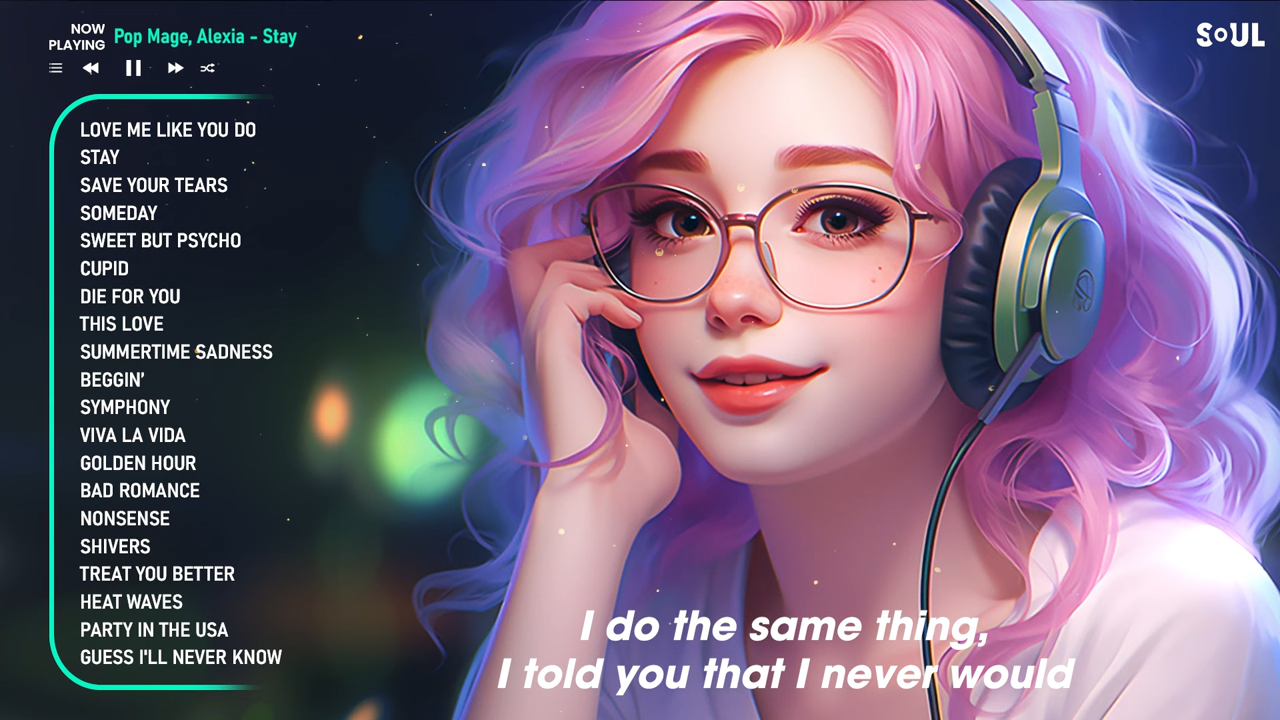 NOW
PLAYING
Pop Mage, Alexia - Stay
SOUL
LOVE ME LIKE YOU DO
STAY
SAVE YOUR TEARS
SOMEDAY
SWEET BUT PSYCHO
CUPID
DIE FOR YOU
THIS LOVE
SUMMERTIME SADNESS
BEGGIN'
SYMPHONY
VIVA LA VIDA
GOLDEN HOUR
BAD ROMANCE
NONSENSE
SHIVERS
TREAT YOU BETTER
HEAT WAVES
PARTY IN THE USA
GUESS I'LL NEVER KNOW
I do the same thing,
I told you that I never would